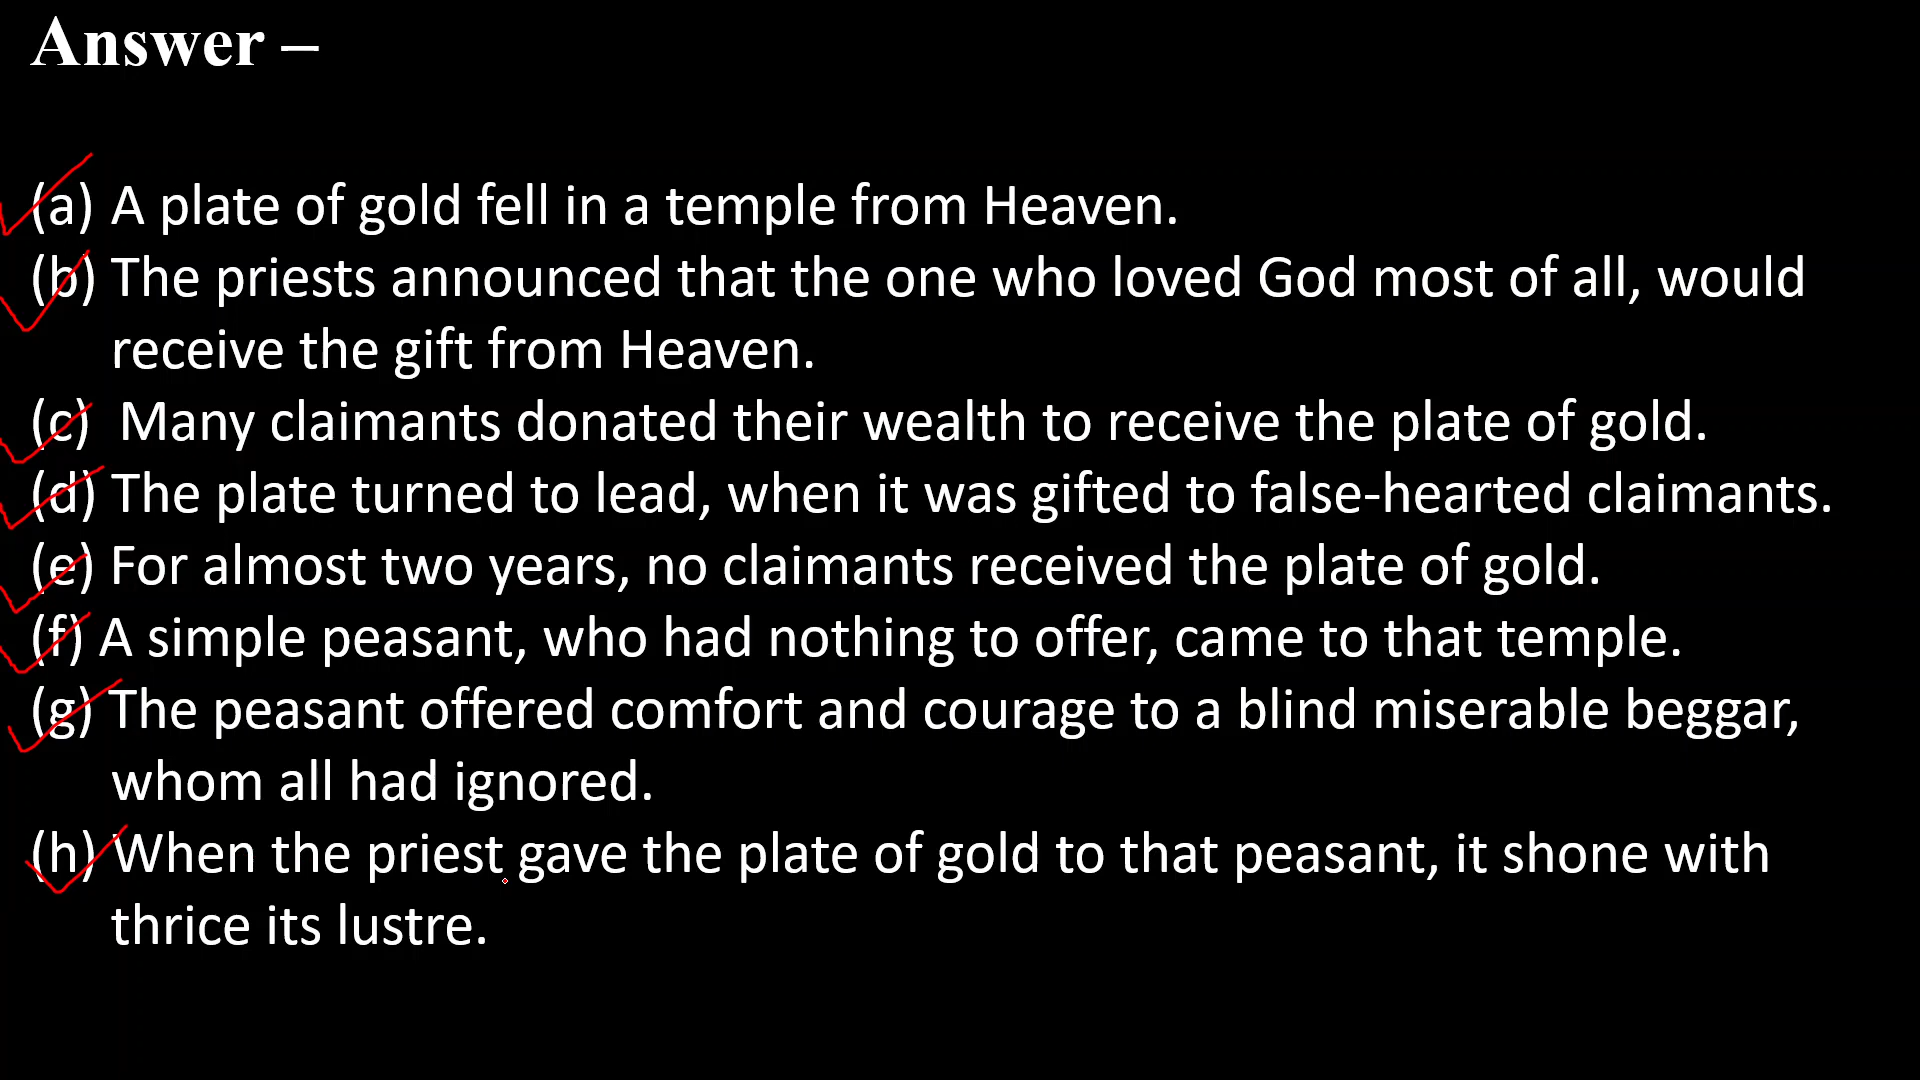 Answer –
(a) A plate of gold fell in a temple from Heaven.
(b) The priests announced that the one who loved God most of all, would
receive the gift from Heaven.
(c) Many claimants donated their wealth to receive the plate of gold.
(d) The plate turned to lead, when it was gifted to false-hearted claimants.
(e) For almost two years, no claimants received the plate of gold.
(f) A simple peasant, who had nothing to offer, came to that temple.
(g) The peasant offered comfort and courage to a blind miserable beggar,
whom all had ignored.
(h) When the priest gave the plate of gold to that peasant, it shone with
thrice its lustre.